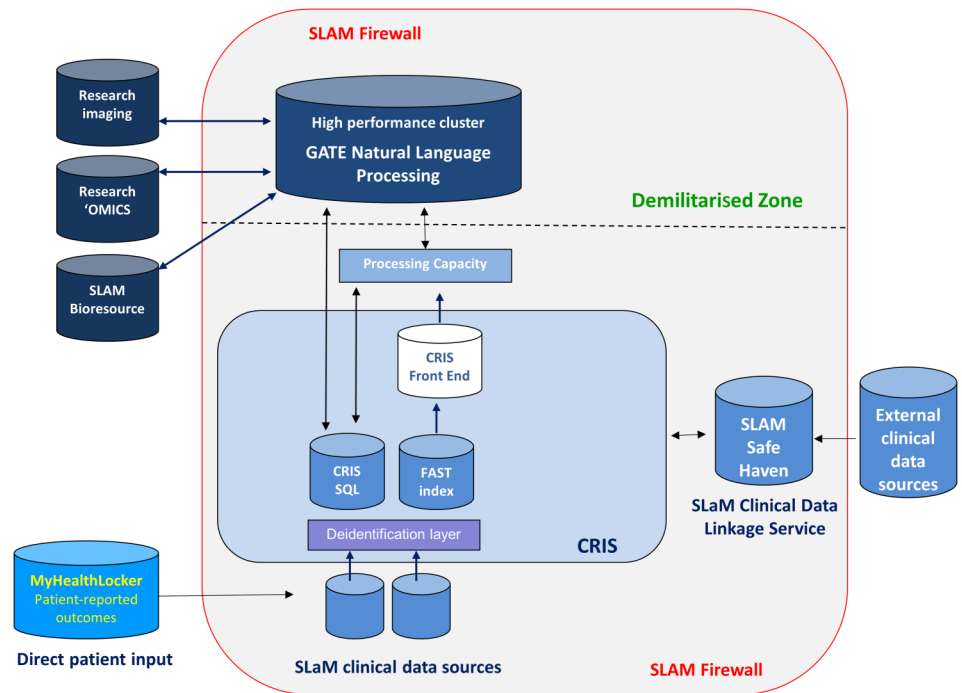 SLAM Firewall
Research
imaging
High performance cluster
GATE Natural Language
Processing
Research
‘OMICS
Demilitarised Zone
SLAM
Bioresource
Processing Capacity
CRIS
Front End
CRIS
SQL
FAST
index
SLAM
Safe
Haven
External
clinical
data
sources
SLaM Clinical Data
Linkage Service
Deidentification layer
CRIS
MyHealthLocker
Patient-reported
outcomes
Direct patient input
SLaM clinical data sources
SLAM Firewall